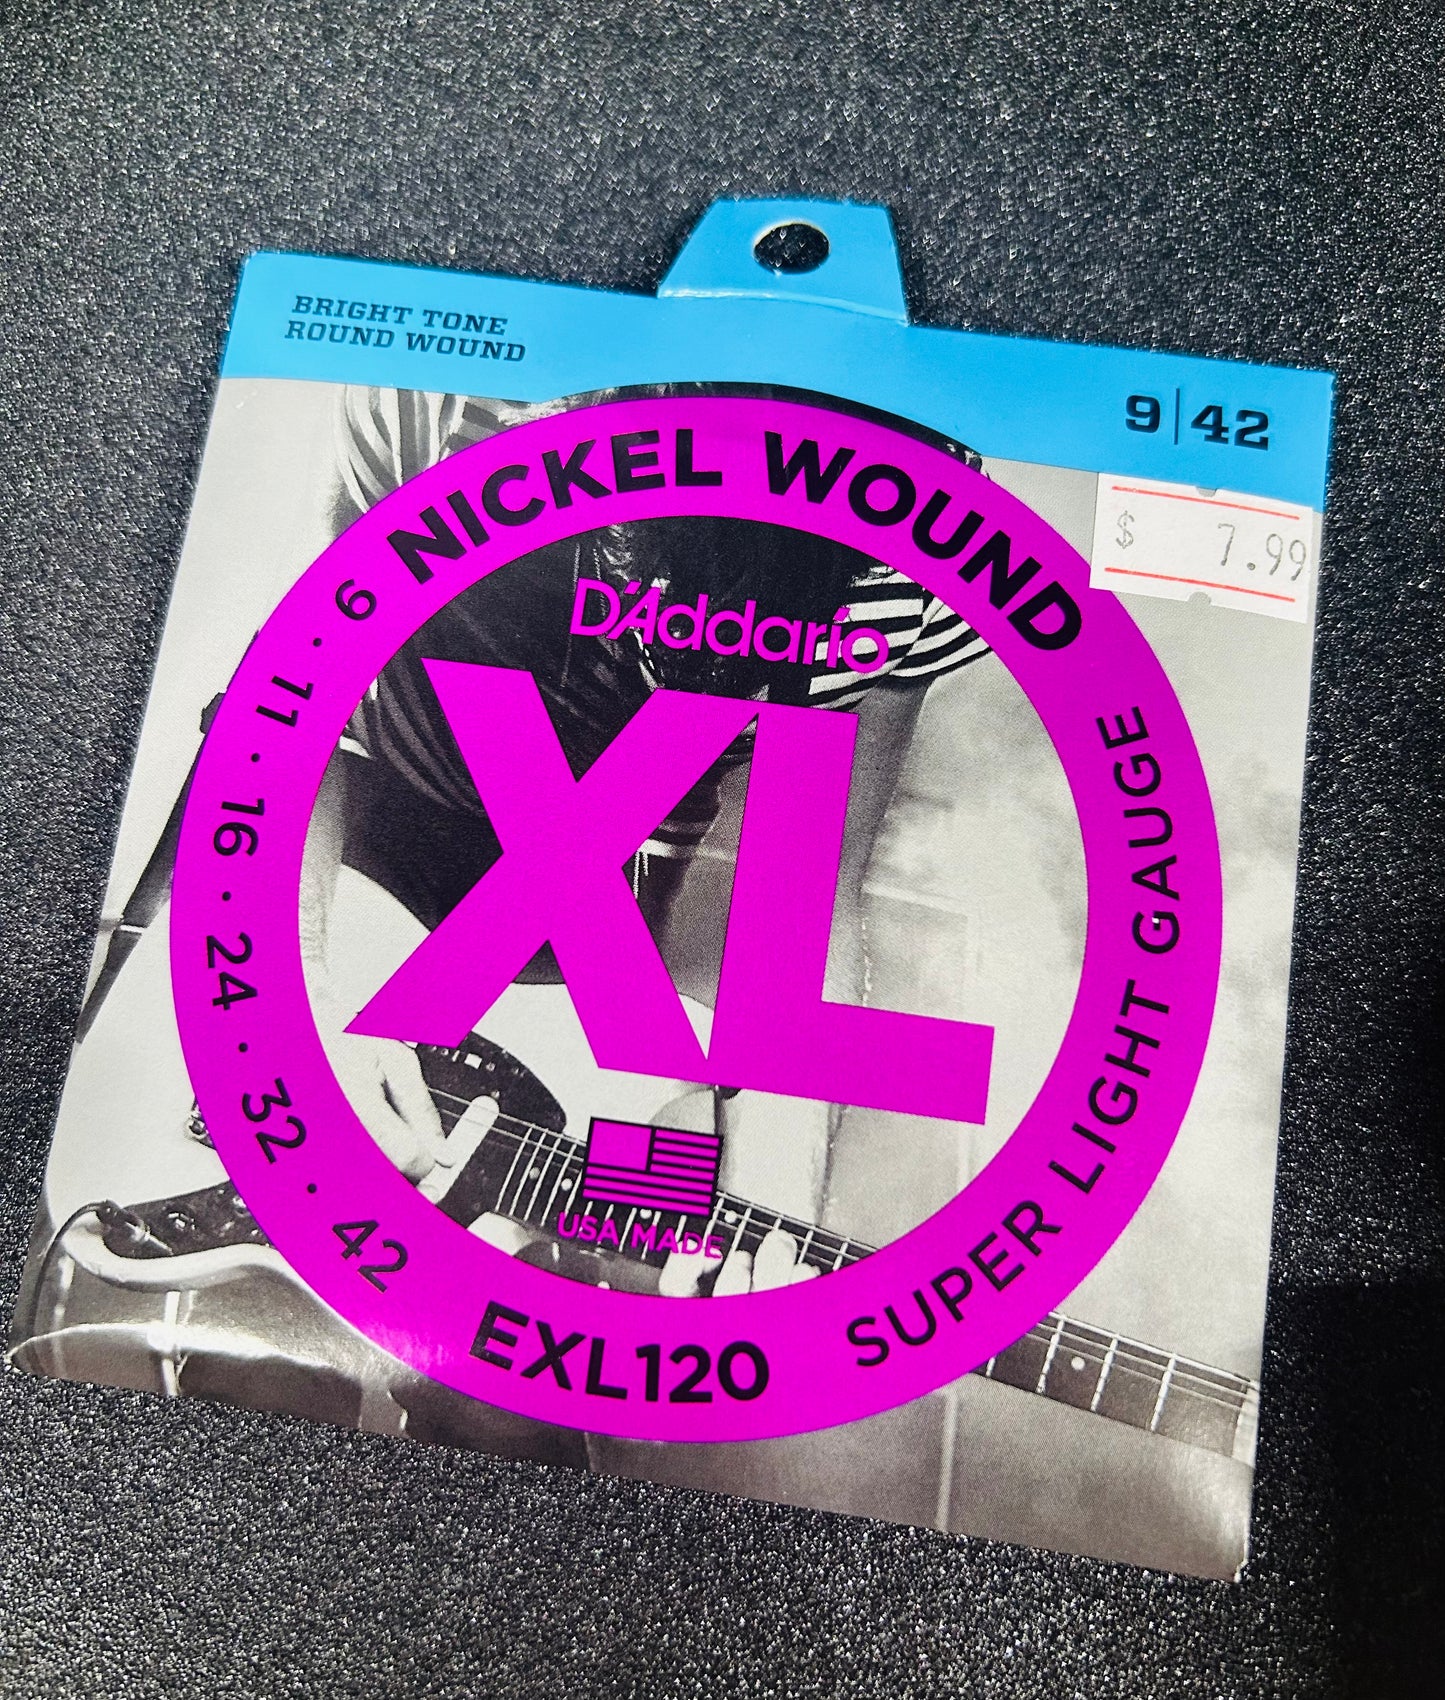 BRIGHT TONE
ROUND WOUND
9|42
$ 7.99
NICKEL WOUND
D'Addario
XL
USA MADE
9 · 11 · 16 · 24 · 32 · 42
EXL120
SUPER LIGHT GAUGE